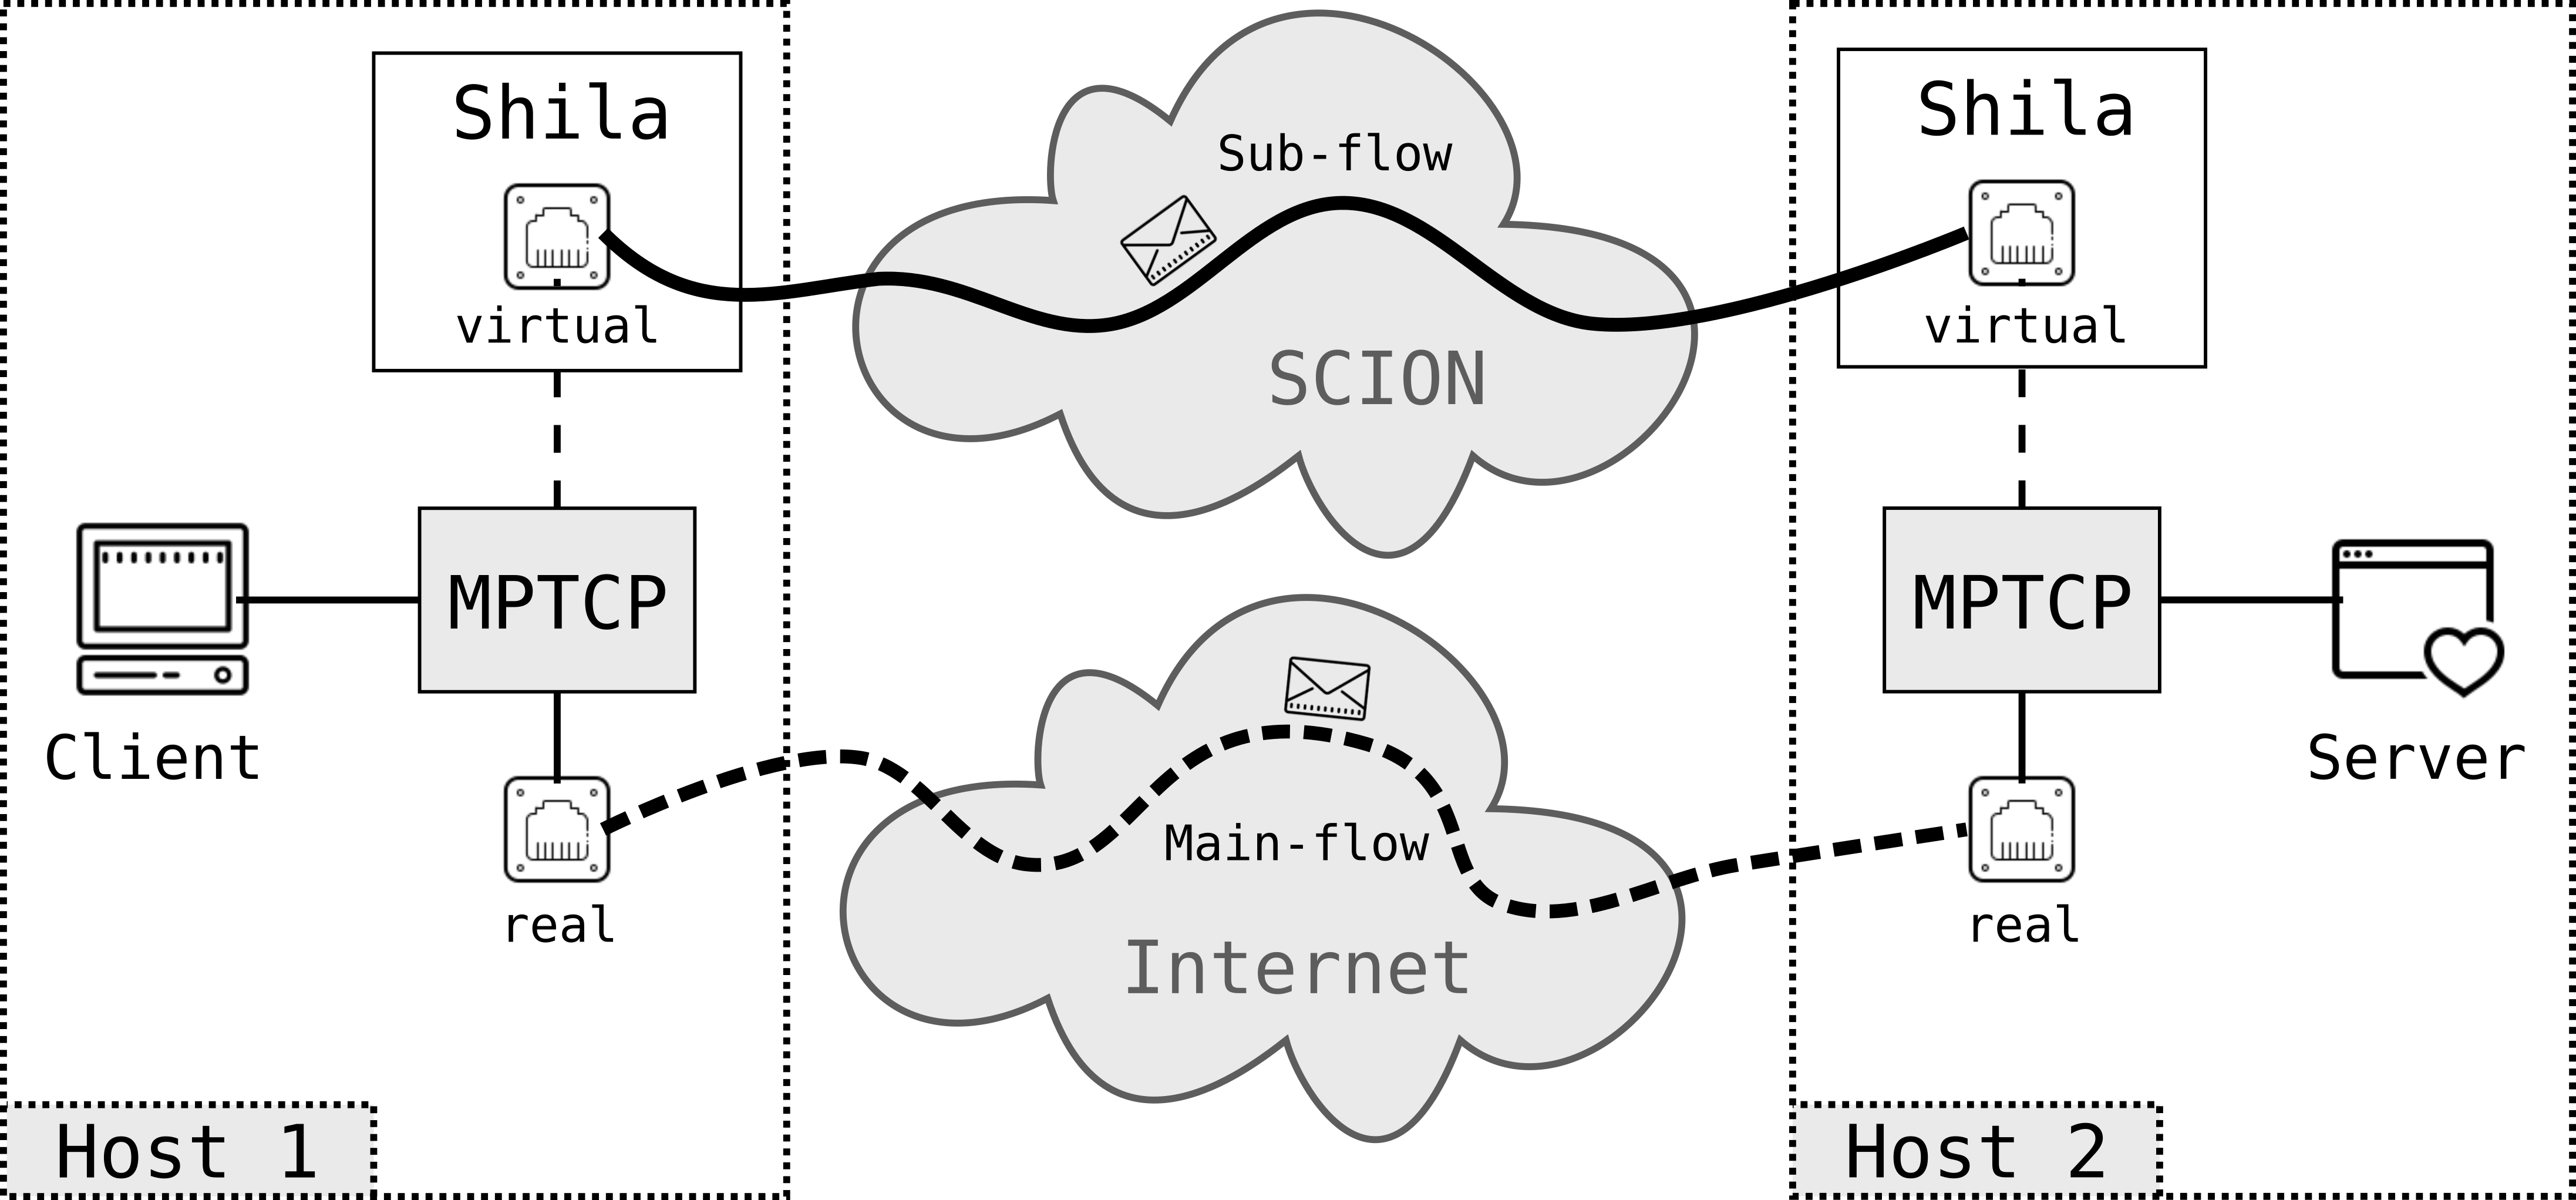 Shila
virtual
MPTCP
Client
real
Host 1
Sub-flow
SCION
Main-flow
Internet
Shila
virtual
MPTCP
Server
real
Host 2